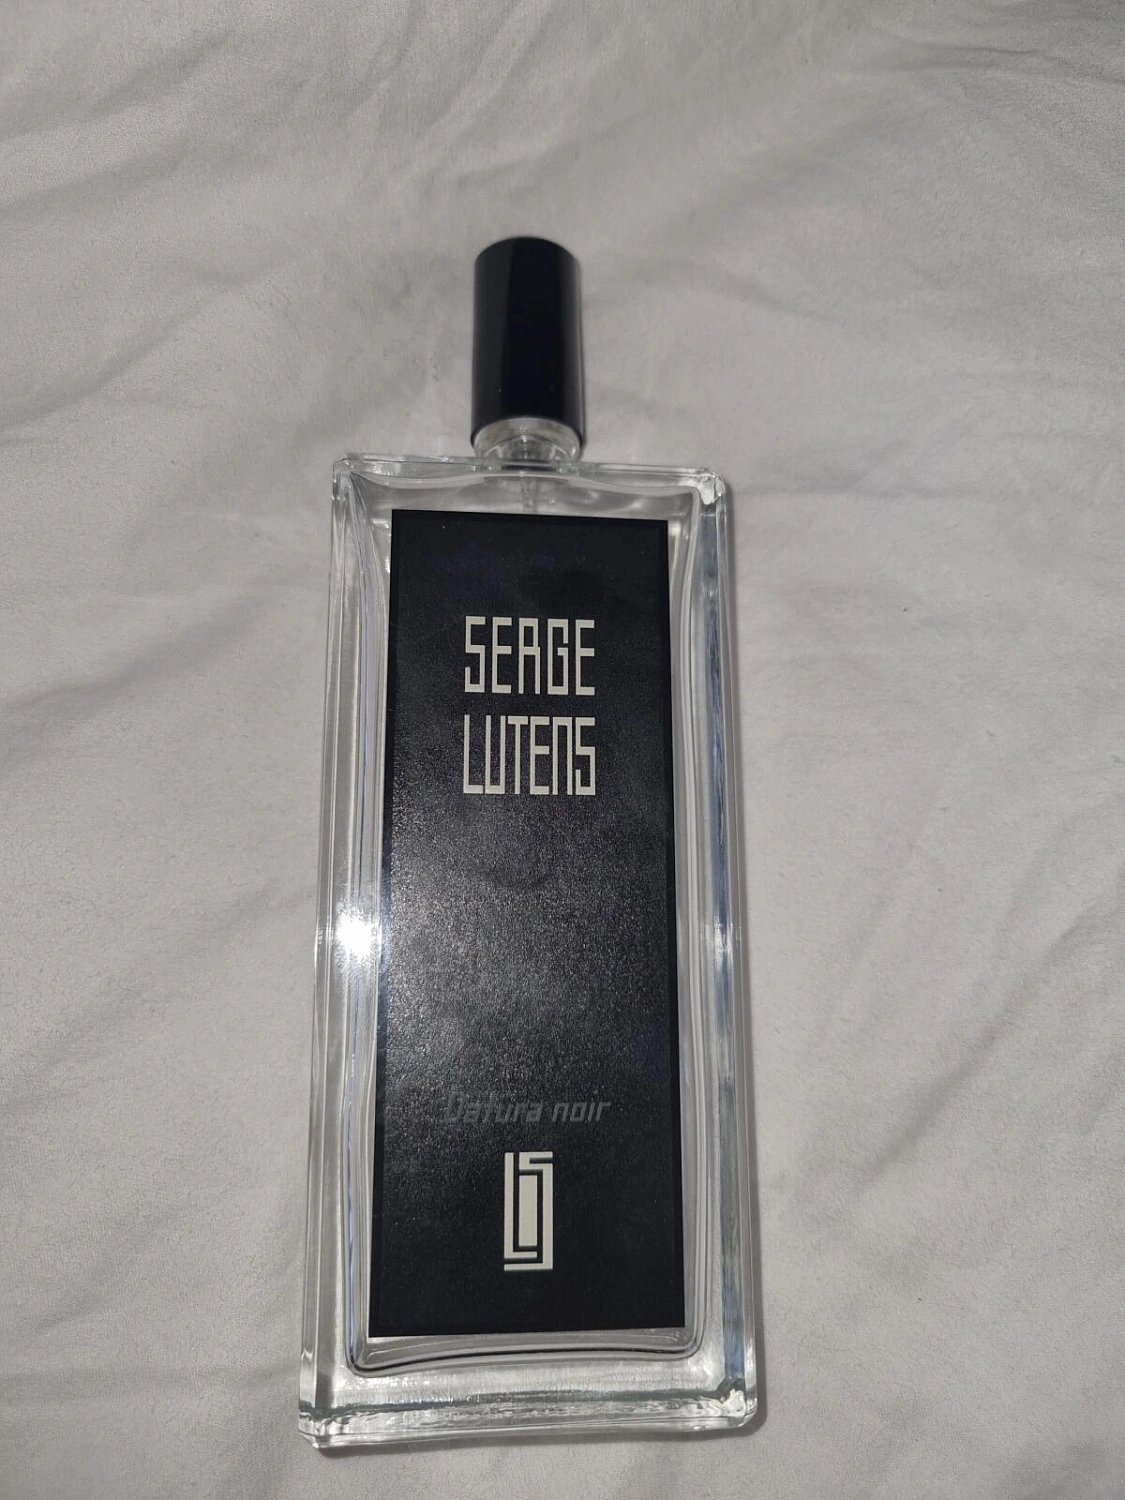 SERGE
LUTENS
Datura noir